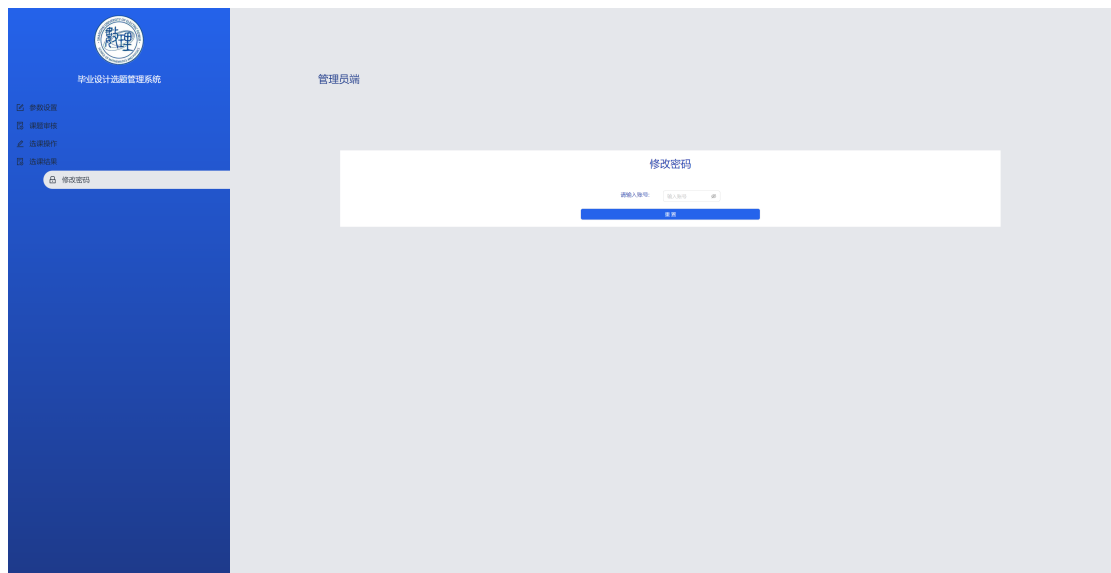 数理
毕业设计选题管理系统
参数设置
课题审核
选课操作
选课结果
修改密码
管理员端
修改密码
请输入账号:
输入账号
重 置